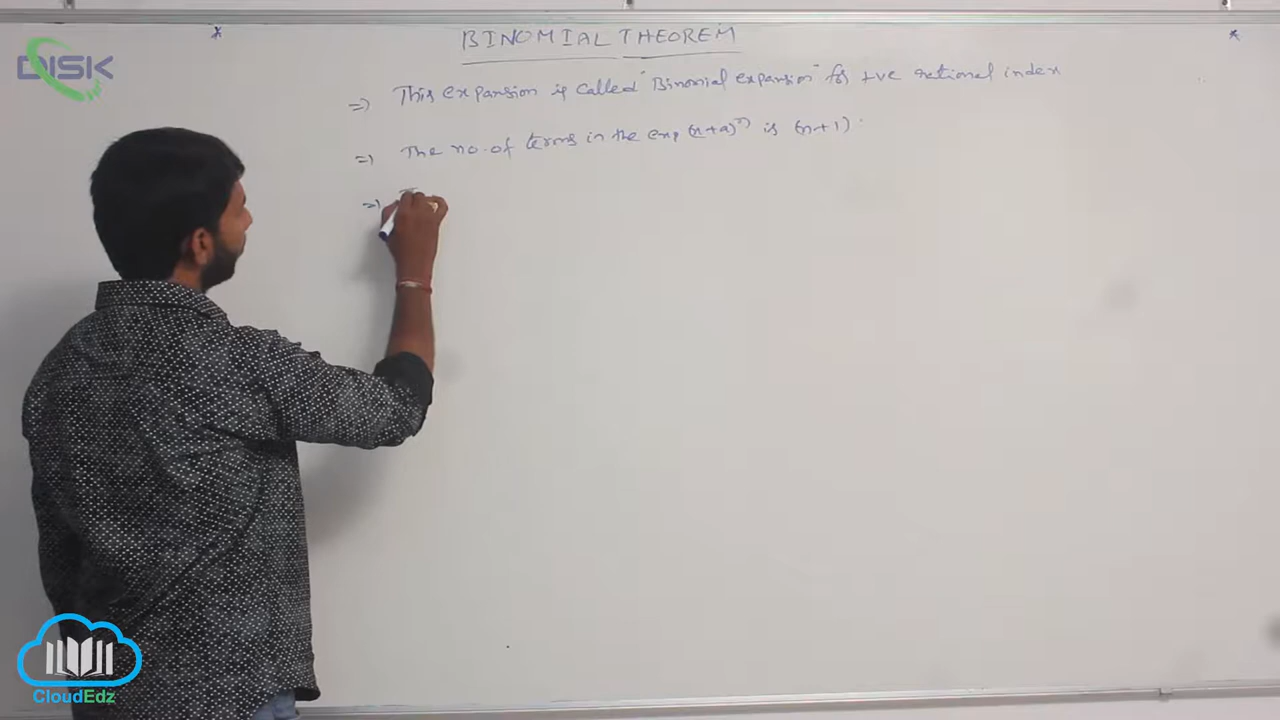 DISK
BINOMIAL THEOREM
=) This expansion is called "Binomial expansion" for +ve rational index
=) The no. of terms in the exp (x+a)^n is (n+1).
=)
CloudEdz